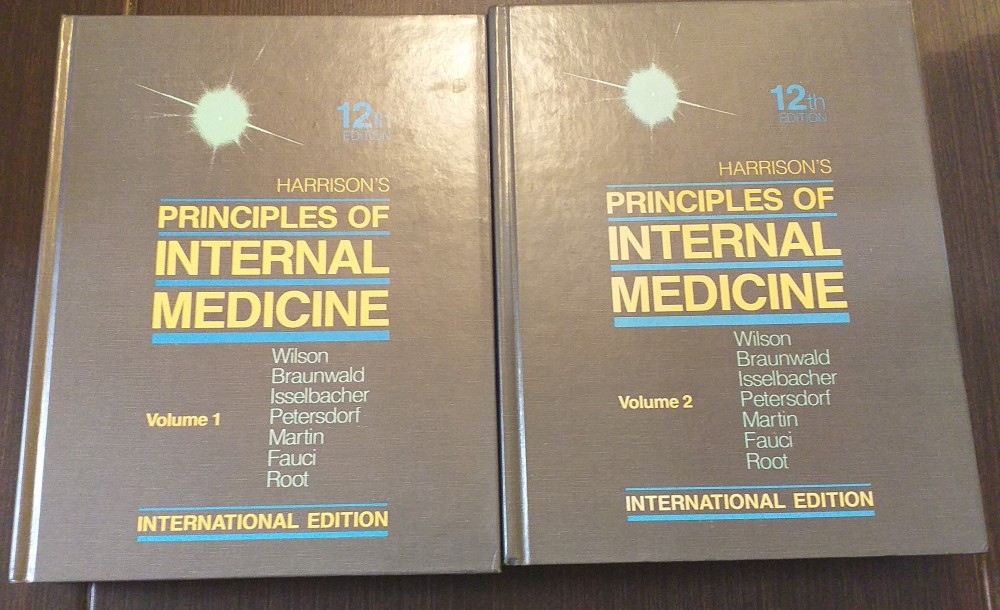 12th
EDITION
HARRISON'S
PRINCIPLES OF
INTERNAL
MEDICINE
Wilson
Braunwald
Isselbacher
Petersdorf
Martin
Fauci
Root
Volume 1
INTERNATIONAL EDITION
12th
EDITION
HARRISON'S
PRINCIPLES OF
INTERNAL
MEDICINE
Wilson
Braunwald
Isselbacher
Petersdorf
Martin
Fauci
Root
Volume 2
INTERNATIONAL EDITION